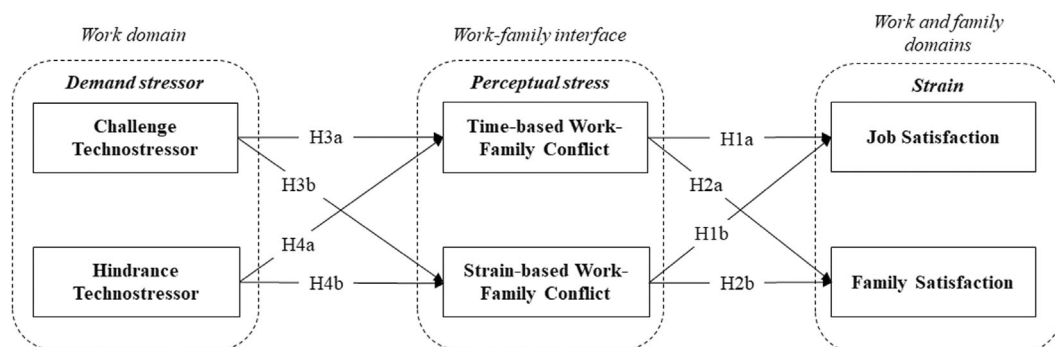 Work domain
Work-family interface
Work and family
domains
Demand stressor
Perceptual stress
Strain
Challenge
Technostressor
H3a
Time-based Work-
Family Conflict
H1a
Job Satisfaction
H3b
H2a
H4a
H1b
Hindrance
Technostressor
H4b
Strain-based Work-
Family Conflict
H2b
Family Satisfaction